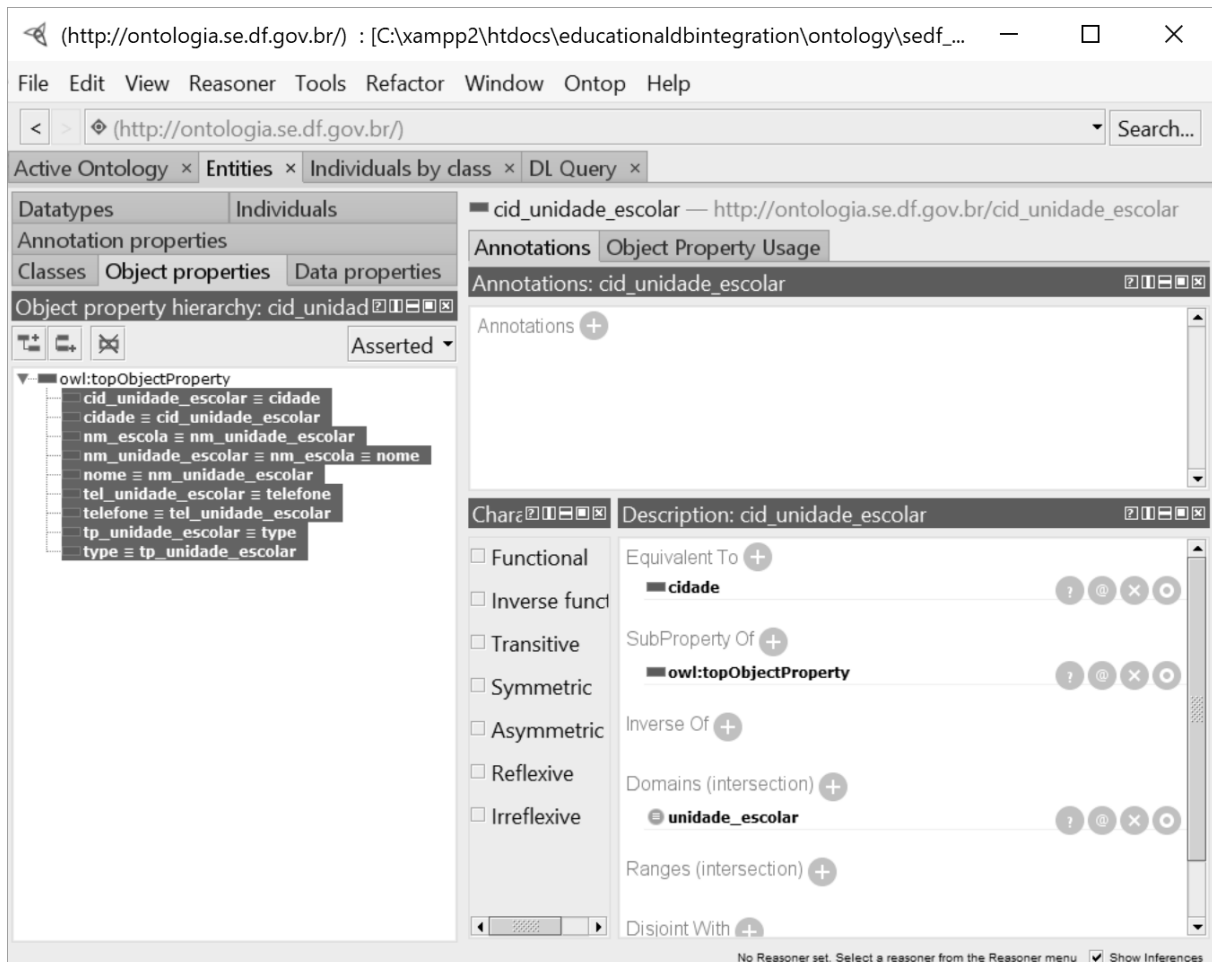 (http://ontologia.se.df.gov.br/) : [C:\xampp2\htdocs\educationaldbintegration\ontology\sedf_...
File Edit View Reasoner Tools Refactor Window Ontop Help
< > (http://ontologia.se.df.gov.br/) Search...
Active Ontology × Entities × Individuals by class × DL Query ×
Datatypes Individuals
Annotation properties
Classes Object properties Data properties
Object property hierarchy: cid_unidad
Asserted
owl:topObjectProperty
cid_unidade_escolar ≡ cidade
cidade ≡ cid_unidade_escolar
nm_escola ≡ nm_unidade_escolar
nm_unidade_escolar ≡ nm_escola ≡ nome
nome ≡ nm_unidade_escolar
tel_unidade_escolar ≡ telefone
telefone ≡ tel_unidade_escolar
tp_unidade_escolar ≡ type
type ≡ tp_unidade_escolar
cid_unidade_escolar — http://ontologia.se.df.gov.br/cid_unidade_escolar
Annotations Object Property Usage
Annotations: cid_unidade_escolar
Annotations
Chara
Functional
Inverse funct
Transitive
Symmetric
Asymmetric
Reflexive
Irreflexive
Description: cid_unidade_escolar
Equivalent To
cidade
SubProperty Of
owl:topObjectProperty
Inverse Of
Domains (intersection)
unidade_escolar
Ranges (intersection)
Disjoint With
No Reasoner set. Select a reasoner from the Reasoner menu Show Inferences